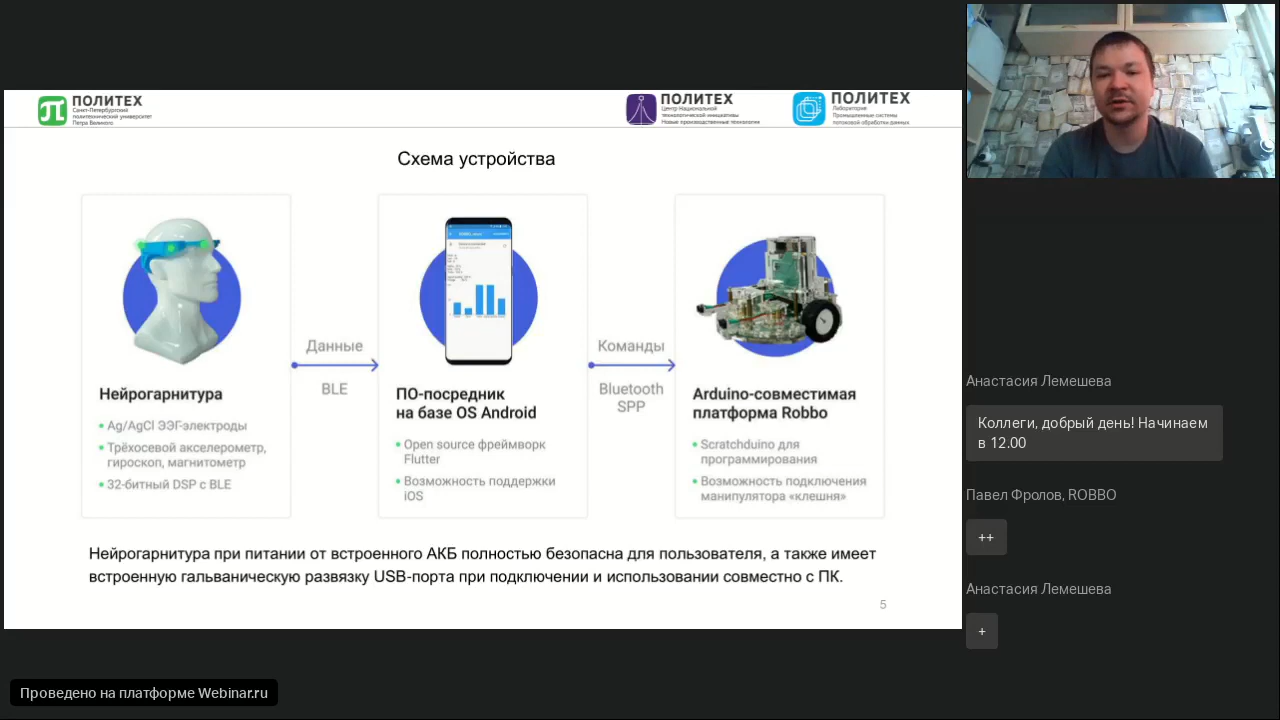 ПОЛИТЕХ
Санкт-Петербургский
политехнический университет
Петра Великого
ПОЛИТЕХ
Центр Национальной
технологической инициативы
Новые производственные технологии
ПОЛИТЕХ
Лаборатория
Промышленные системы
потоковой обработки данных
Схема устройства
Данные
BLE
Команды
Bluetooth
SPP
Нейрогарнитура
• Ag/AgCl ЭЭГ-электроды
• Трёхосевой акселерометр,
гироскоп, магнитометр
• 32-битный DSP с BLE
ПО-посредник
на базе OS Android
• Open source фреймворк
Flutter
• Возможность поддержки
iOS
Arduino-совместимая
платформа Robbo
• Scratchduino для
программирования
• Возможность подключения
манипулятора «клешня»
Нейрогарнитура при питании от встроенного АКБ полностью безопасна для пользователя, а также имеет
встроенную гальваническую развязку USB-порта при подключении и использовании совместно с ПК.
5
Анастасия Лемешева
Коллеги, добрый день! Начинаем
в 12.00
Павел Фролов, ROBBO
++
Анастасия Лемешева
+
Проведено на платформе Webinar.ru